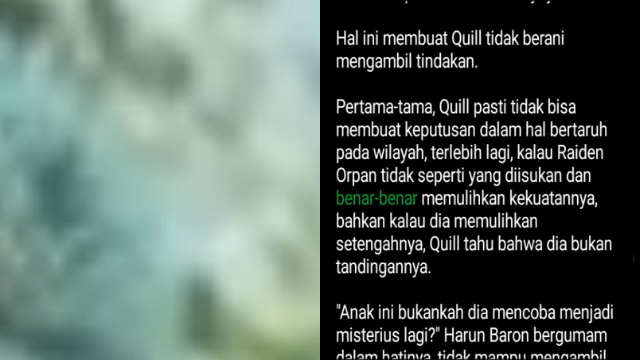 Hal ini membuat Quill tidak berani
mengambil tindakan.
Pertama-tama, Quill pasti tidak bisa
membuat keputusan dalam hal bertaruh
pada wilayah, terlebih lagi, kalau Raiden
Orpan tidak seperti yang diisukan dan
benar-benar memulihkan kekuatannya,
bahkan kalau dia memulihkan
setengahnya, Quill tahu bahwa dia bukan
tandingannya.
"Anak ini bukankah dia mencoba menjadi
misterius lagi?" Harun Baron bergumam
dalam hatinya, tidak mampu mengambil